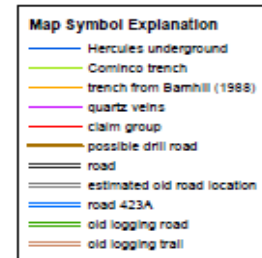 Map Symbol Explanation
Hercules underground
Cominco trench
trench from Barnhill (1988)
quartz veins
claim group
possible drill road
road
estimated old road location
road 423A
old logging road
old logging trail